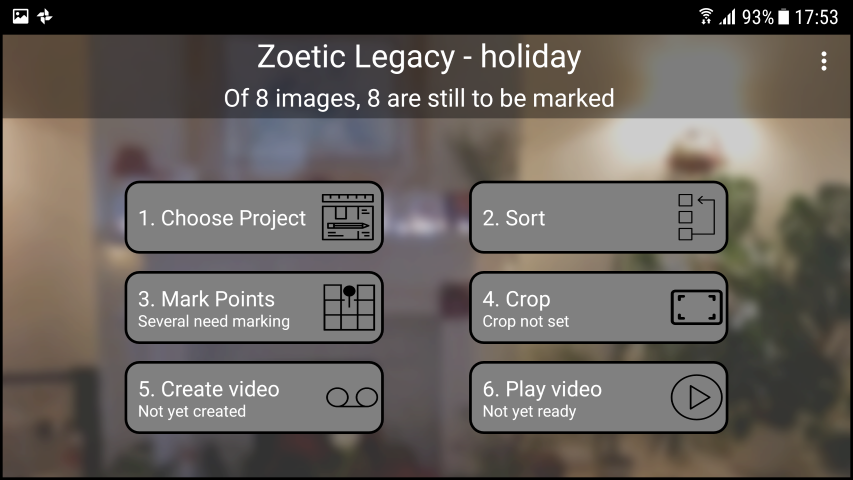 93% 17:53
Zoetic Legacy - holiday
Of 8 images, 8 are still to be marked
1. Choose Project
2. Sort
3. Mark Points
Several need marking
4. Crop
Crop not set
5. Create video
Not yet created
6. Play video
Not yet ready